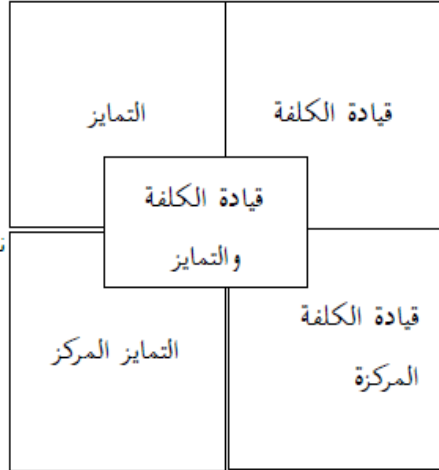 قيادة الكلفة
التمايز
قيادة الكلفة
والتمايز
قيادة الكلفة
المركزة
التمايز المركز